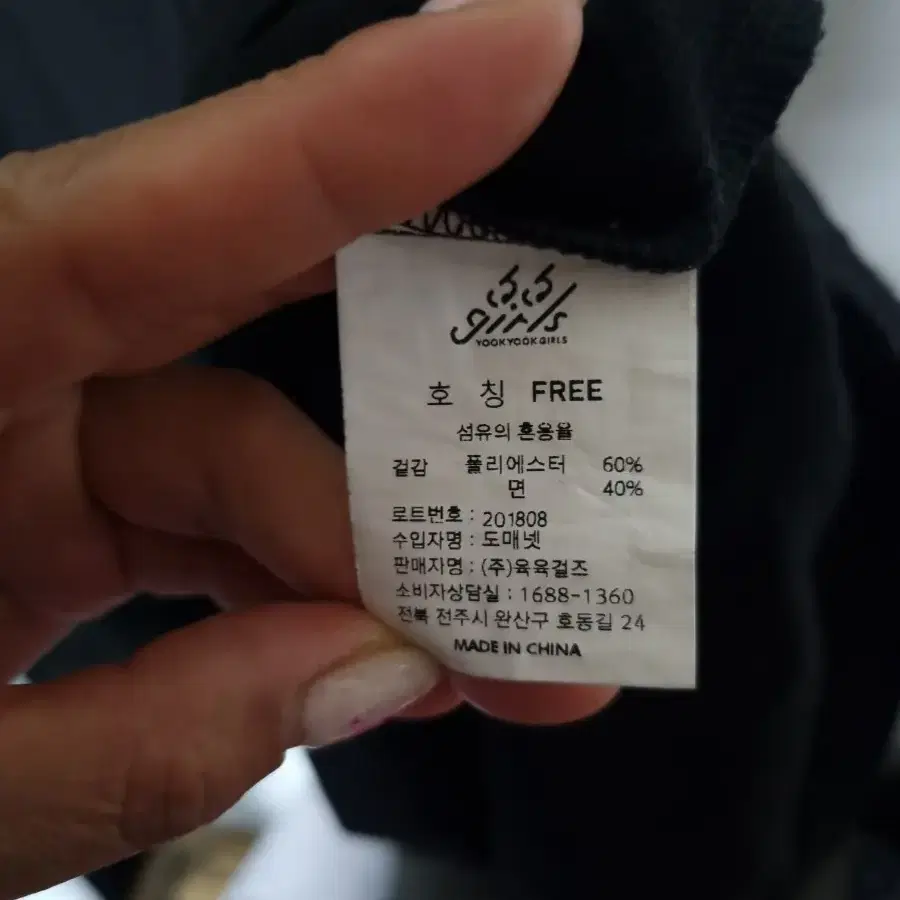 66
girls
YOOKYOOKGIRLS
호 칭 FREE
섬유의 혼용율
겉감 폴리에스터 60%
면 40%
로트번호 : 201808
수입자명 : 도매넷
판매자명 : (주)육육걸즈
소비자상담실 : 1688-1360
전북 전주시 완산구 호동길 24
MADE IN CHINA